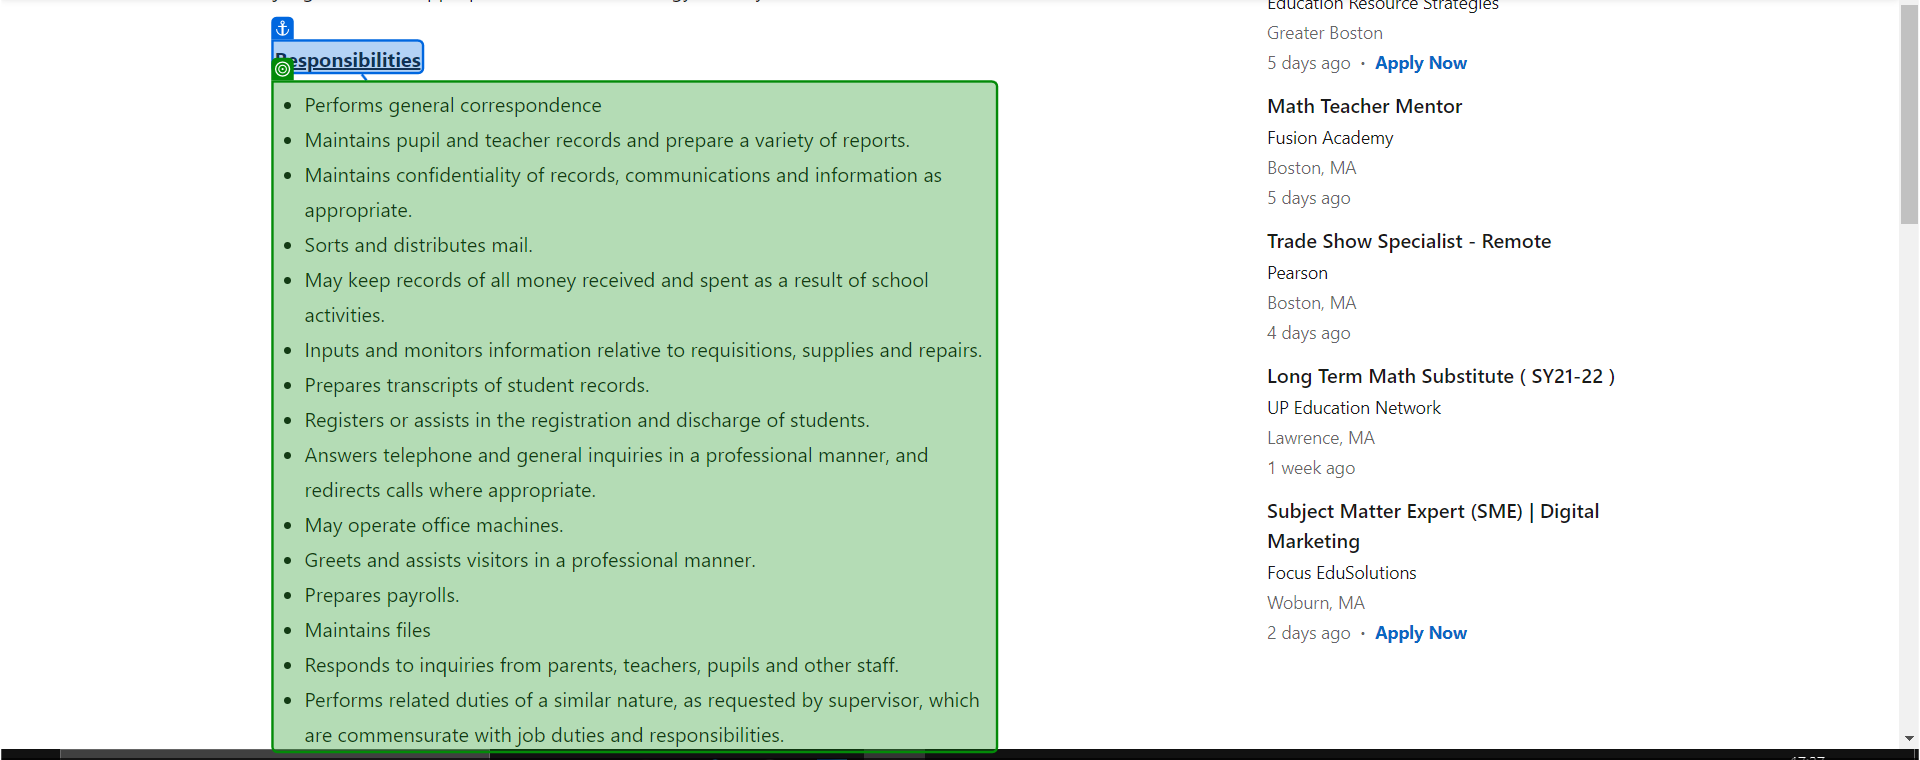 Responsibilities
Performs general correspondence
Maintains pupil and teacher records and prepare a variety of reports.
Maintains confidentiality of records, communications and information as
appropriate.
Sorts and distributes mail.
May keep records of all money received and spent as a result of school
activities.
Inputs and monitors information relative to requisitions, supplies and repairs.
Prepares transcripts of student records.
Registers or assists in the registration and discharge of students.
Answers telephone and general inquiries in a professional manner, and
redirects calls where appropriate.
May operate office machines.
Greets and assists visitors in a professional manner.
Prepares payrolls.
Maintains files
Responds to inquiries from parents, teachers, pupils and other staff.
Performs related duties of a similar nature, as requested by supervisor, which
are commensurate with job duties and responsibilities.
Education Resource Strategies
Greater Boston
5 days ago · Apply Now
Math Teacher Mentor
Fusion Academy
Boston, MA
5 days ago
Trade Show Specialist - Remote
Pearson
Boston, MA
4 days ago
Long Term Math Substitute ( SY21-22 )
UP Education Network
Lawrence, MA
1 week ago
Subject Matter Expert (SME) | Digital
Marketing
Focus EduSolutions
Woburn, MA
2 days ago · Apply Now